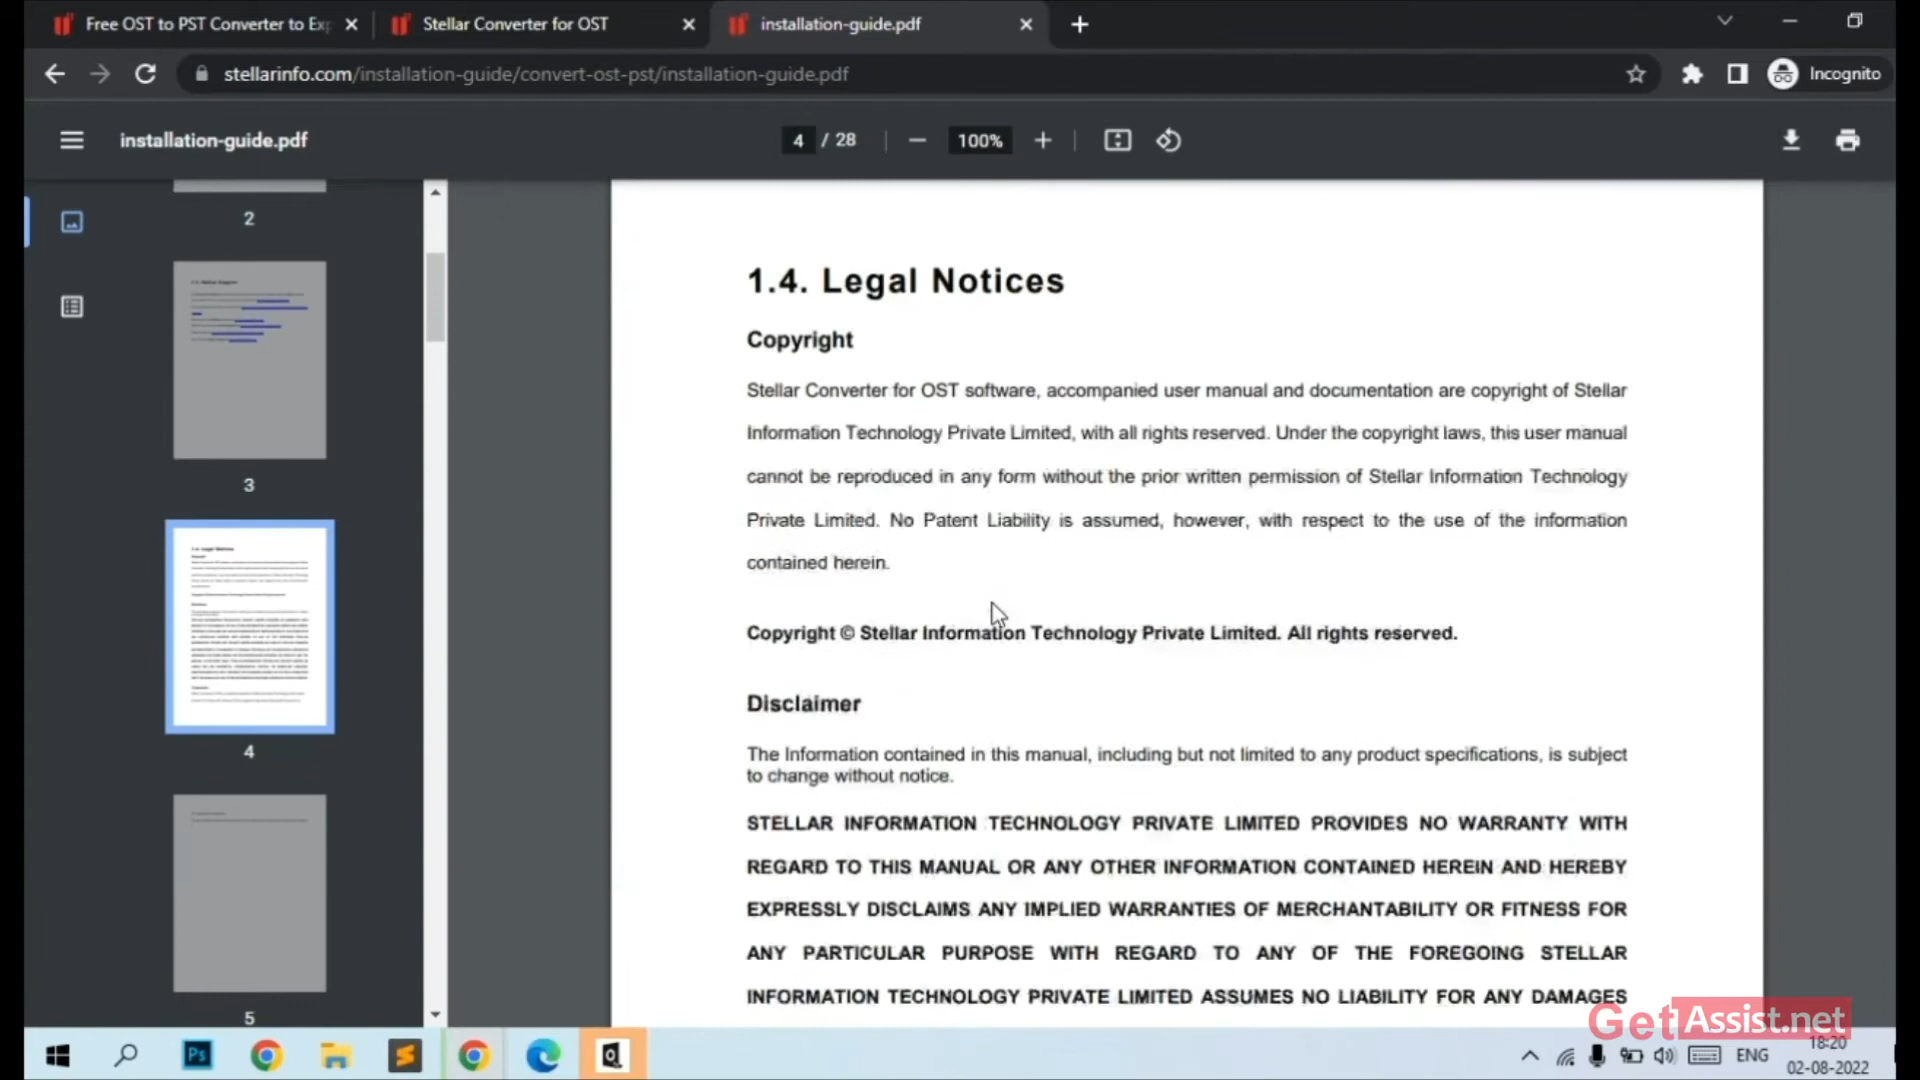 Free OST to PST Converter to Exp
Stellar Converter for OST
installation-guide.pdf
stellarinfo.com/installation-guide/convert-ost-pst/installation-guide.pdf
Incognito
installation-guide.pdf
4 / 28
100%
2
3
4
5
1.4. Legal Notices
Copyright
Stellar Converter for OST software, accompanied user manual and documentation are copyright of Stellar
Information Technology Private Limited, with all rights reserved. Under the copyright laws, this user manual
cannot be reproduced in any form without the prior written permission of Stellar Information Technology
Private Limited. No Patent Liability is assumed, however, with respect to the use of the information
contained herein.
Copyright © Stellar Information Technology Private Limited. All rights reserved.
Disclaimer
The Information contained in this manual, including but not limited to any product specifications, is subject
to change without notice.
STELLAR INFORMATION TECHNOLOGY PRIVATE LIMITED PROVIDES NO WARRANTY WITH
REGARD TO THIS MANUAL OR ANY OTHER INFORMATION CONTAINED HEREIN AND HEREBY
EXPRESSLY DISCLAIMS ANY IMPLIED WARRANTIES OF MERCHANTABILITY OR FITNESS FOR
ANY PARTICULAR PURPOSE WITH REGARD TO ANY OF THE FOREGOING STELLAR
INFORMATION TECHNOLOGY PRIVATE LIMITED ASSUMES NO LIABILITY FOR ANY DAMAGES
GetAssist.net
Ps
ENG
18:20
02-08-2022